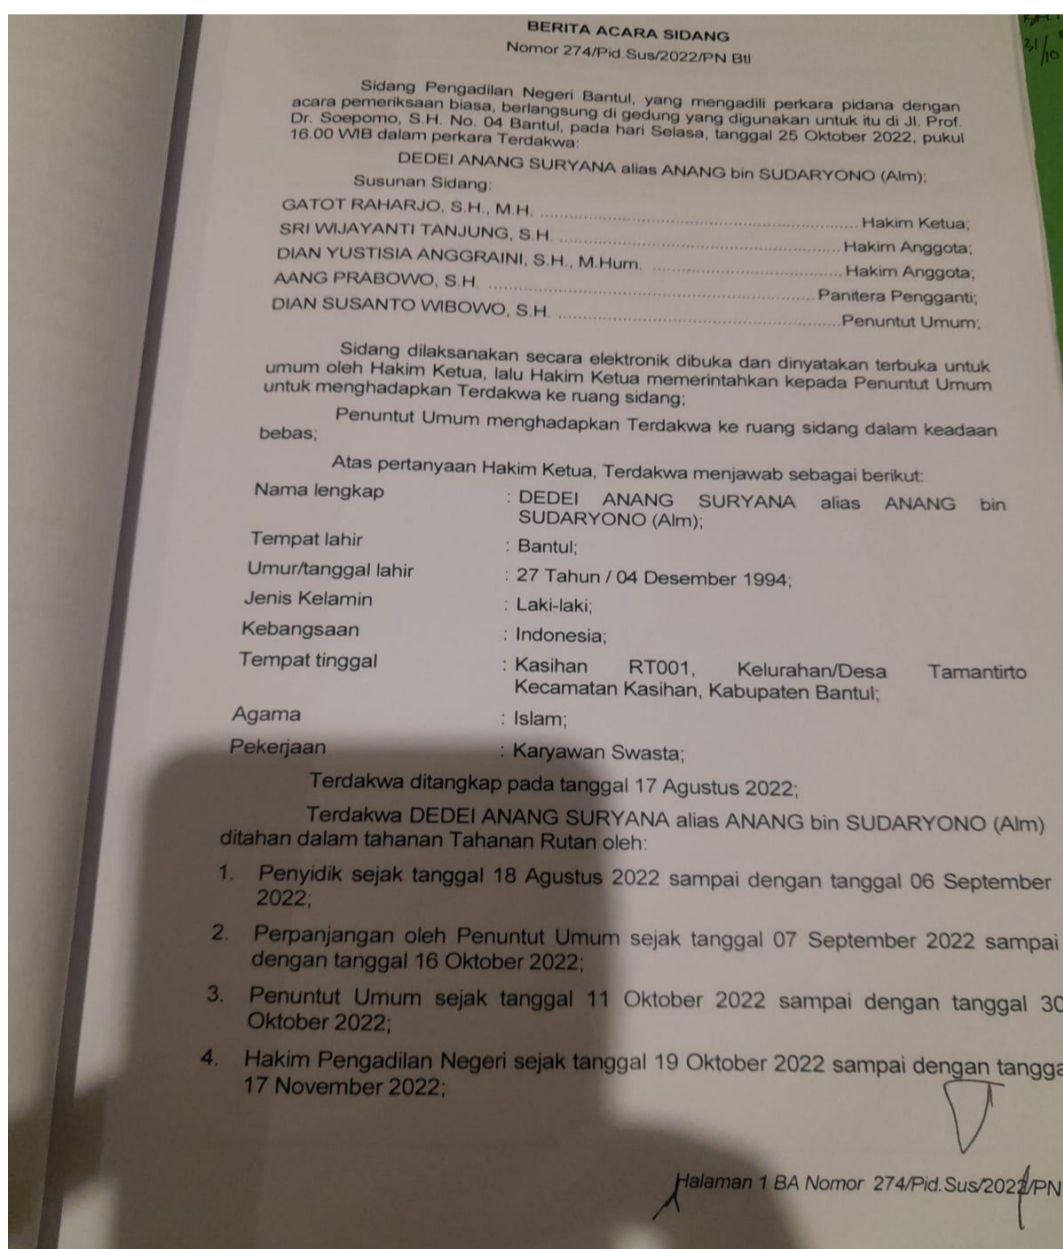 BERITA ACARA SIDANG
Nomor 274/Pid.Sus/2022/PN Btl
31/10
Sidang Pengadilan Negeri Bantul, yang mengadili perkara pidana dengan
acara pemeriksaan biasa, berlangsung di gedung yang digunakan untuk itu di Jl. Prof.
Dr. Soepomo, S.H. No. 04 Bantul, pada hari Selasa, tanggal 25 Oktober 2022, pukul
16.00 WIB dalam perkara Terdakwa:
DEDEI ANANG SURYANA alias ANANG bin SUDARYONO (Alm);
Susunan Sidang:
GATOT RAHARJO, S.H., M.H. ........ Hakim Ketua;
SRI WIJAYANTI TANJUNG, S.H. ........ Hakim Anggota;
DIAN YUSTISIA ANGGRAINI, S.H., M.Hum. ........ Hakim Anggota;
AANG PRABOWO, S.H. ........ Panitera Pengganti;
DIAN SUSANTO WIBOWO, S.H. ........ Penuntut Umum;
Sidang dilaksanakan secara elektronik dibuka dan dinyatakan terbuka untuk
umum oleh Hakim Ketua, lalu Hakim Ketua memerintahkan kepada Penuntut Umum
untuk menghadapkan Terdakwa ke ruang sidang;
Penuntut Umum menghadapkan Terdakwa ke ruang sidang dalam keadaan
bebas;
Atas pertanyaan Hakim Ketua, Terdakwa menjawab sebagai berikut:
Nama lengkap : DEDEI ANANG SURYANA alias ANANG bin
SUDARYONO (Alm);
Tempat lahir : Bantul;
Umur/tanggal lahir : 27 Tahun / 04 Desember 1994;
Jenis Kelamin : Laki-laki;
Kebangsaan : Indonesia;
Tempat tinggal : Kasihan RT001, Kelurahan/Desa Tamantirto
Kecamatan Kasihan, Kabupaten Bantul;
Agama : Islam;
Pekerjaan : Karyawan Swasta;
Terdakwa ditangkap pada tanggal 17 Agustus 2022;
Terdakwa DEDEI ANANG SURYANA alias ANANG bin SUDARYONO (Alm)
ditahan dalam tahanan Tahanan Rutan oleh:
1. Penyidik sejak tanggal 18 Agustus 2022 sampai dengan tanggal 06 September
2022;
2. Perpanjangan oleh Penuntut Umum sejak tanggal 07 September 2022 sampai
dengan tanggal 16 Oktober 2022;
3. Penuntut Umum sejak tanggal 11 Oktober 2022 sampai dengan tanggal 30
Oktober 2022;
4. Hakim Pengadilan Negeri sejak tanggal 19 Oktober 2022 sampai dengan tangga
17 November 2022;
Halaman 1 BA Nomor 274/Pid.Sus/2022/PN